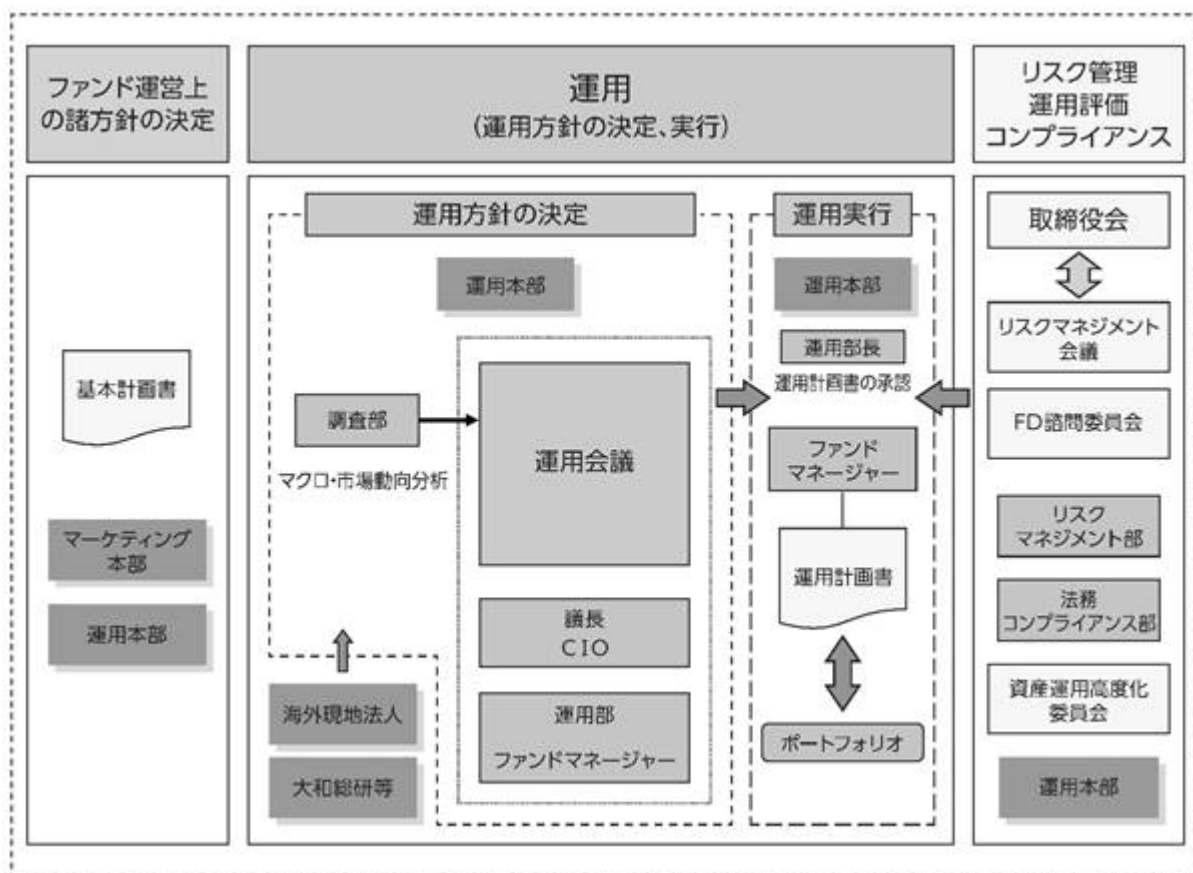 ファンド運営上
の諸方針の決定
基本計画書
マーケティング
本部
運用本部
運用
(運用方針の決定、実行)
運用方針の決定
運用本部
調査部
マクロ・市場動向分析
運用会議
議長
CIO
運用部
ファンドマネージャー
海外現地法人
大和総研等
運用実行
運用本部
運用部長
運用計画書の承認
ファンド
マネージャー
運用計画書
ポートフォリオ
リスク管理
運用評価
コンプライアンス
取締役会
リスクマネジメント
会議
FD諮問委員会
リスク
マネジメント部
法務
コンプライアンス部
資産運用高度化
委員会
運用本部